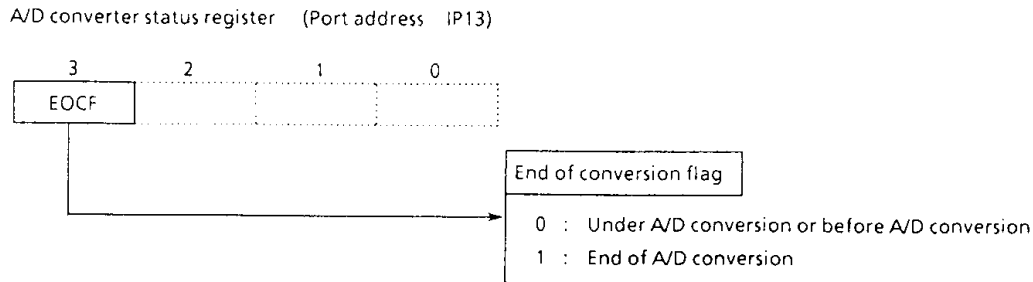 A/D converter status register (Port address IP13)
3 2 1 0
EOCF
End of conversion flag
0 : Under A/D conversion or before A/D conversion
1 : End of A/D conversion